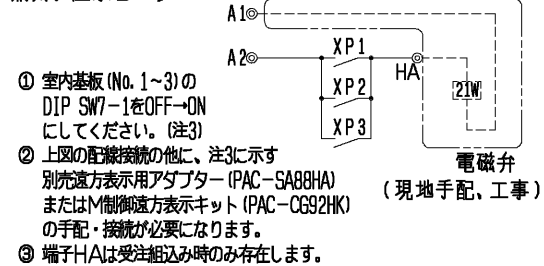 A1
A2
XP1
XP2
XP3
HA
21W
電磁弁
(現地手配、工事)
① 室内基板(No. 1~3)の
DIP SW7-1をOFF→ON
にしてください。(注3)
② 上図の配線接続の他に、注3に示す
別売遠方表示用アダプター(PAC-SA88HA)
またはM制御遠方表示キット(PAC-CG92HK)
の手配・接続が必要になります。
③ 端子HAは受注組込み時のみ存在します。